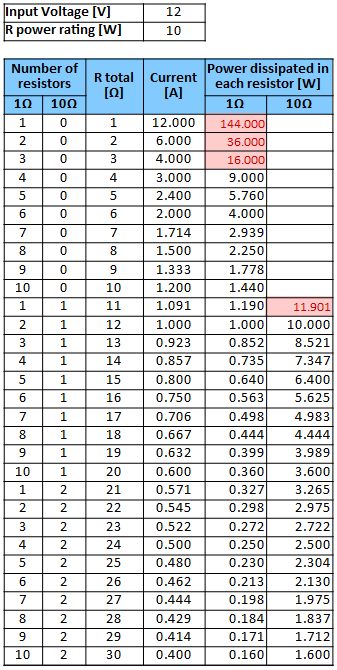 Input Voltage [V] 12
R power rating [W] 10
Number of resistors R total [Ω] Current [A] Power dissipated in each resistor [W]
1Ω 10Ω 1Ω 10Ω
1 0 1 12.000 144.000
2 0 2 6.000 36.000
3 0 3 4.000 16.000
4 0 4 3.000 9.000
5 0 5 2.400 5.760
6 0 6 2.000 4.000
7 0 7 1.714 2.939
8 0 8 1.500 2.250
9 0 9 1.333 1.778
10 0 10 1.200 1.440
1 1 11 1.091 1.190 11.901
2 1 12 1.000 1.000 10.000
3 1 13 0.923 0.852 8.521
4 1 14 0.857 0.735 7.347
5 1 15 0.800 0.640 6.400
6 1 16 0.750 0.563 5.625
7 1 17 0.706 0.498 4.983
8 1 18 0.667 0.444 4.444
9 1 19 0.632 0.399 3.989
10 1 20 0.600 0.360 3.600
1 2 21 0.571 0.327 3.265
2 2 22 0.545 0.298 2.975
3 2 23 0.522 0.272 2.722
4 2 24 0.500 0.250 2.500
5 2 25 0.480 0.230 2.304
6 2 26 0.462 0.213 2.130
7 2 27 0.444 0.198 1.975
8 2 28 0.429 0.184 1.837
9 2 29 0.414 0.171 1.712
10 2 30 0.400 0.160 1.600